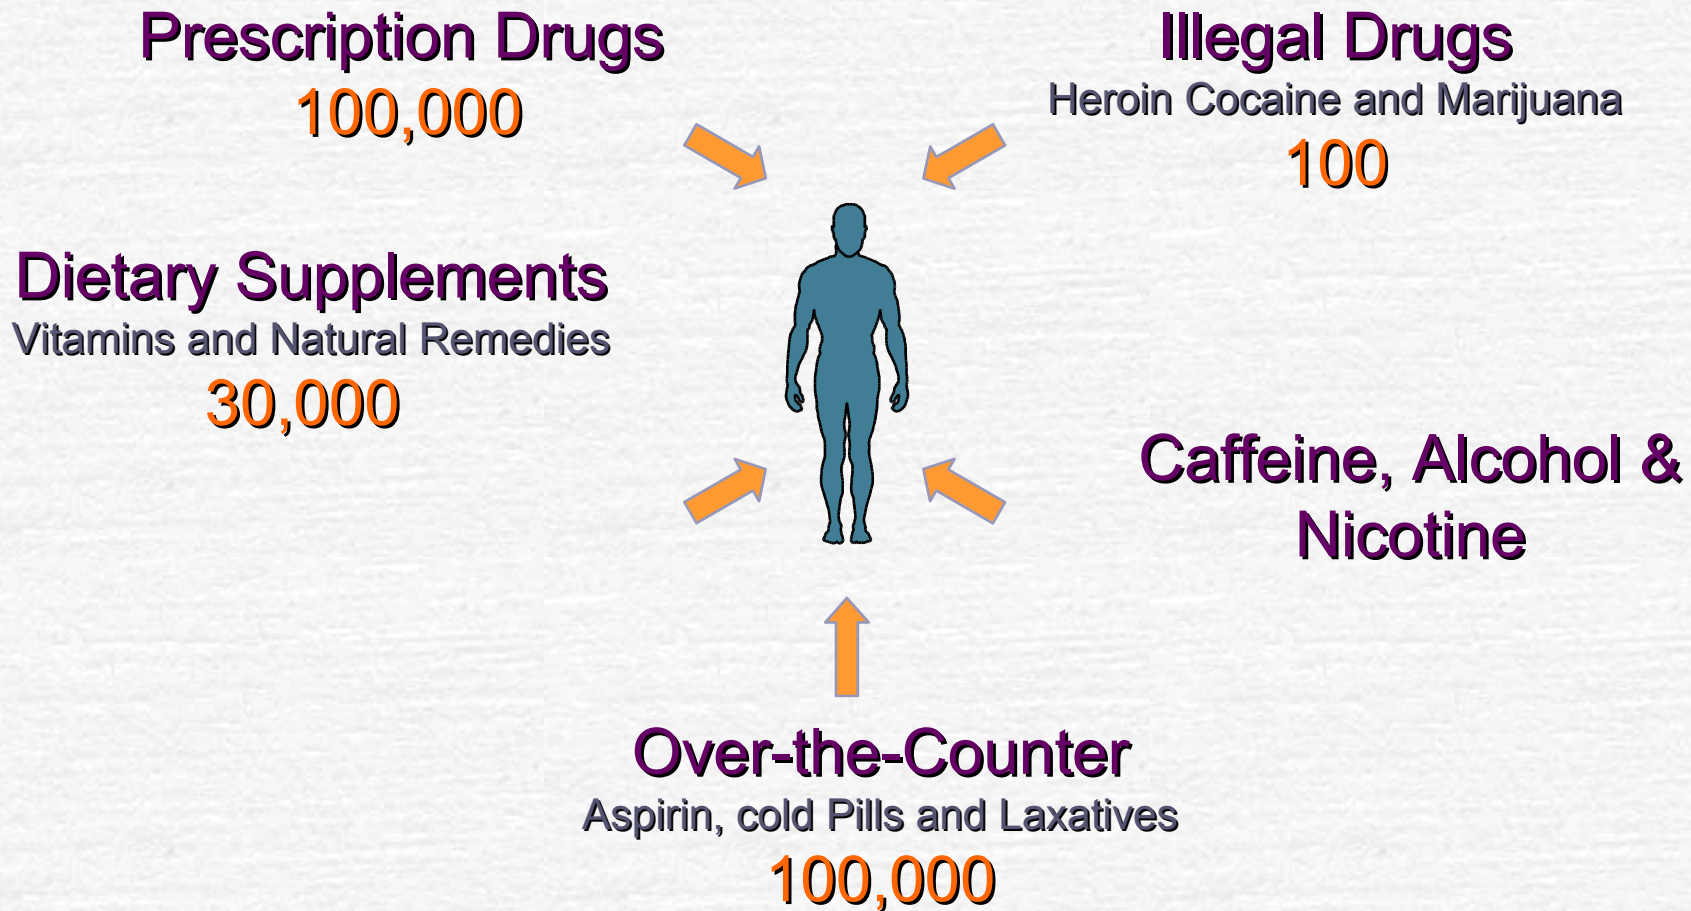 Prescription Drugs
100,000
Illegal Drugs
Heroin Cocaine and Marijuana
100
Dietary Supplements
Vitamins and Natural Remedies
30,000
Caffeine, Alcohol &
Nicotine
Over-the-Counter
Aspirin, cold Pills and Laxatives
100,000